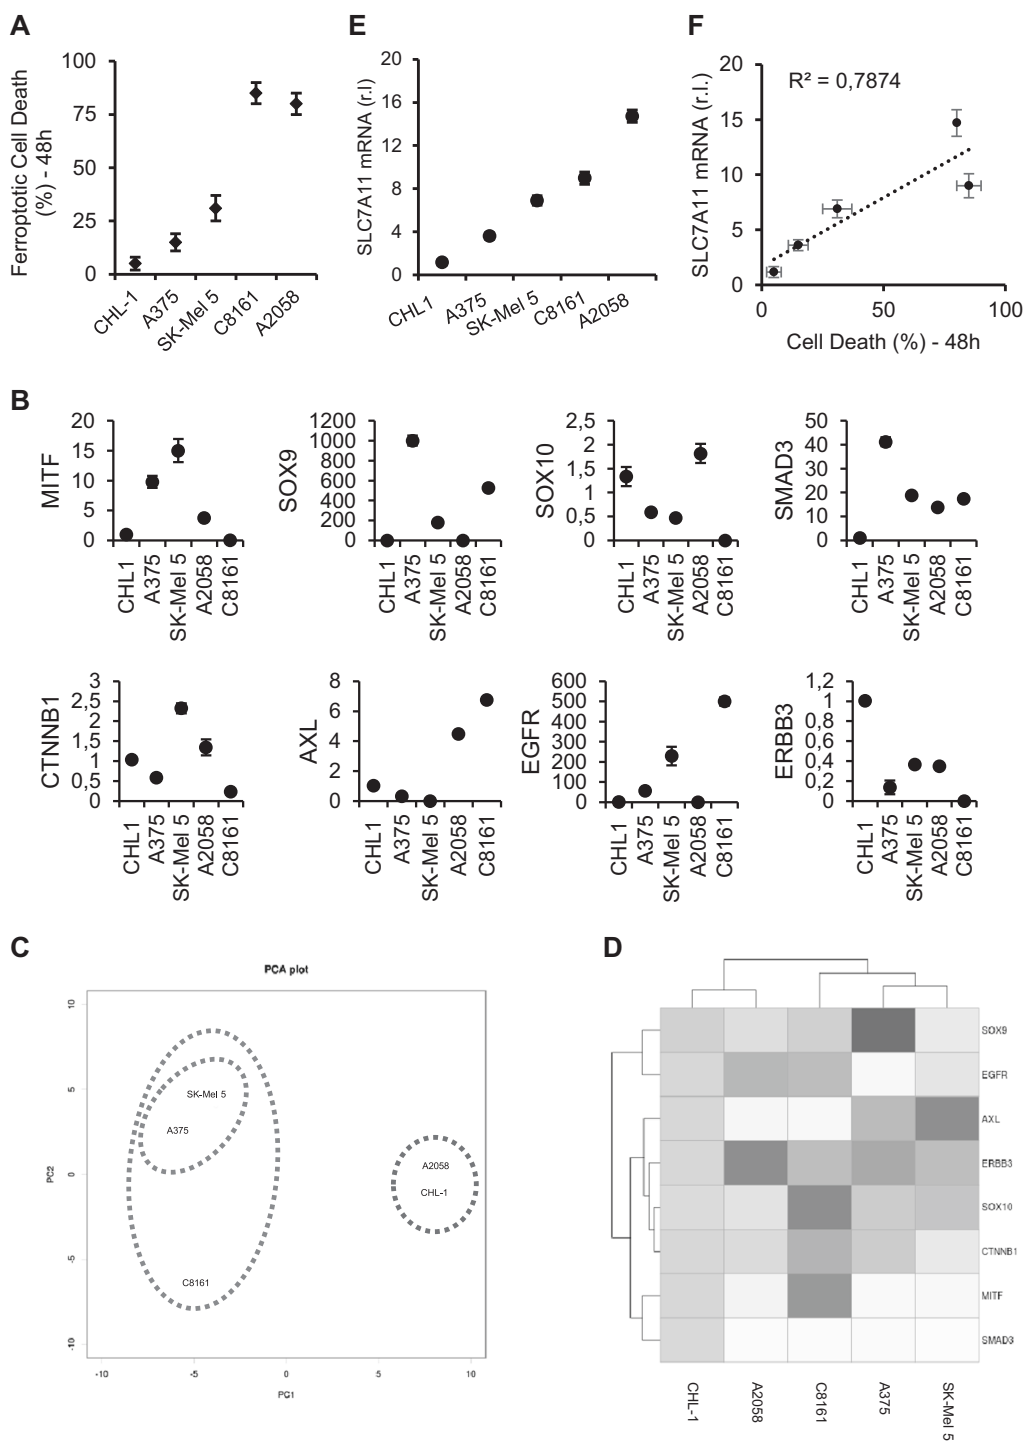 A
Ferroptotic Cell Death
(%) - 48h
100
75
50
25
0
CHL-1
A375
SK-Mel 5
C8161
A2058
E
SLC7A11 mRNA (r.l)
20
16
12
8
4
0
CHL1
A375
SK-Mel 5
C8161
A2058
F
SLC7A11 mRNA (r.l.)
20
15
10
5
0
R² = 0,7874
0
50
100
Cell Death (%) - 48h
B
MITF
20
15
10
5
0
CHL1
A375
SK-Mel 5
A2058
C8161
SOX9
1200
1000
800
600
400
200
0
CHL1
A375
SK-Mel 5
A2058
C8161
SOX10
2,5
2
1,5
1
0,5
0
CHL1
A375
SK-Mel 5
A2058
C8161
SMAD3
50
40
30
20
10
0
CHL1
A375
SK-Mel 5
A2058
C8161
CTNNB1
3
2,5
2
1,5
1
0,5
0
CHL1
A375
SK-Mel 5
A2058
C8161
AXL
8
6
4
2
0
CHL1
A375
SK-Mel 5
A2058
C8161
EGFR
600
500
400
300
200
100
0
CHL1
A375
SK-Mel 5
A2058
C8161
ERBB3
1,2
1
0,8
0,6
0,4
0,2
0
CHL1
A375
SK-Mel 5
A2058
C8161
C
PCA plot
PC2
10
5
0
-5
-10
SK-Mel 5
A375
A2058
CHL-1
C8161
-10
-5
0
5
10
PC1
D
SOX9
EGFR
AXL
ERBB3
SOX10
CTNNB1
MITF
SMAD3
CHL-1
A2058
C8161
A375
SK-Mel 5